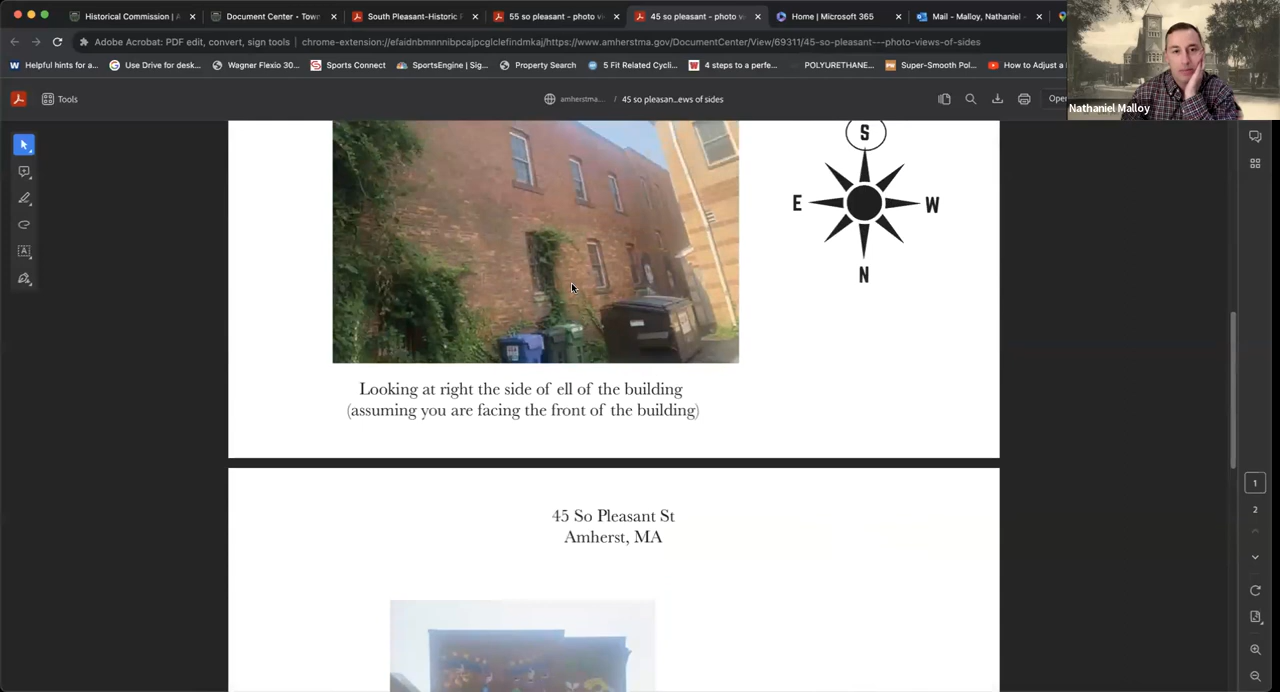 Historical Commission | A
Document Center - Town
South Pleasant-Historic P
55 so pleasant - photo vi
45 so pleasant - photo vi
Home | Microsoft 365
Mail - Malloy, Nathaniel -
Adobe Acrobat: PDF edit, convert, sign tools
chrome-extension://efaidnbmnnnibpcajpcglclefindmkaj/https://www.amherstma.gov/DocumentCenter/View/69311/45-so-pleasant---photo-views-of-sides
Helpful hints for a...
Use Drive for desk...
Wagner Flexio 30...
Sports Connect
SportsEngine | Sig...
Property Search
5 Fit Related Cycli...
4 steps to a perfe...
POLYURETHANE...
Super-Smooth Pol...
How to Adjust a
Nathaniel Malloy
Tools
amherstma... / 45 so pleasan..ews of sides
Open
S
E W
N
Looking at right the side of ell of the building
(assuming you are facing the front of the building)
45 So Pleasant St
Amherst, MA
1
2